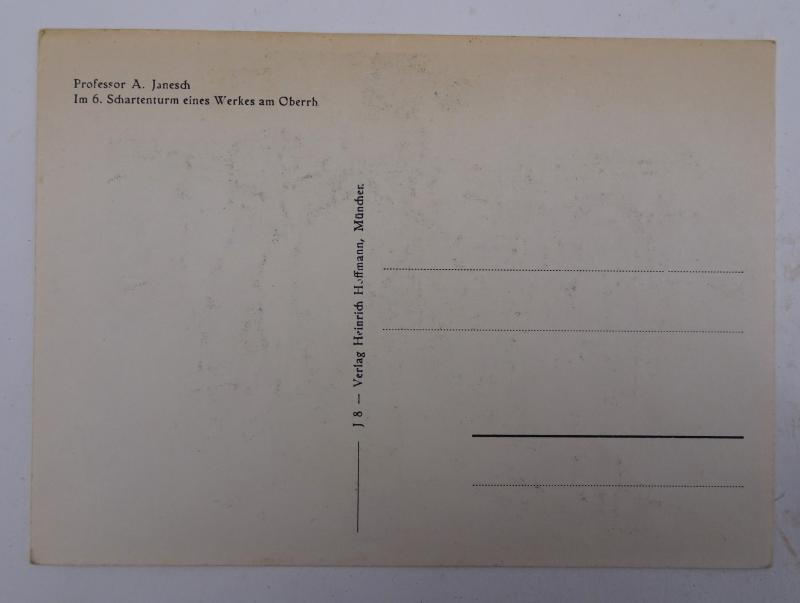 Professor A. Janesch
Im 6. Schartenturm eines Werkes am Oberrh
J 8 — Verlag Heinrich Hoffmann, München.